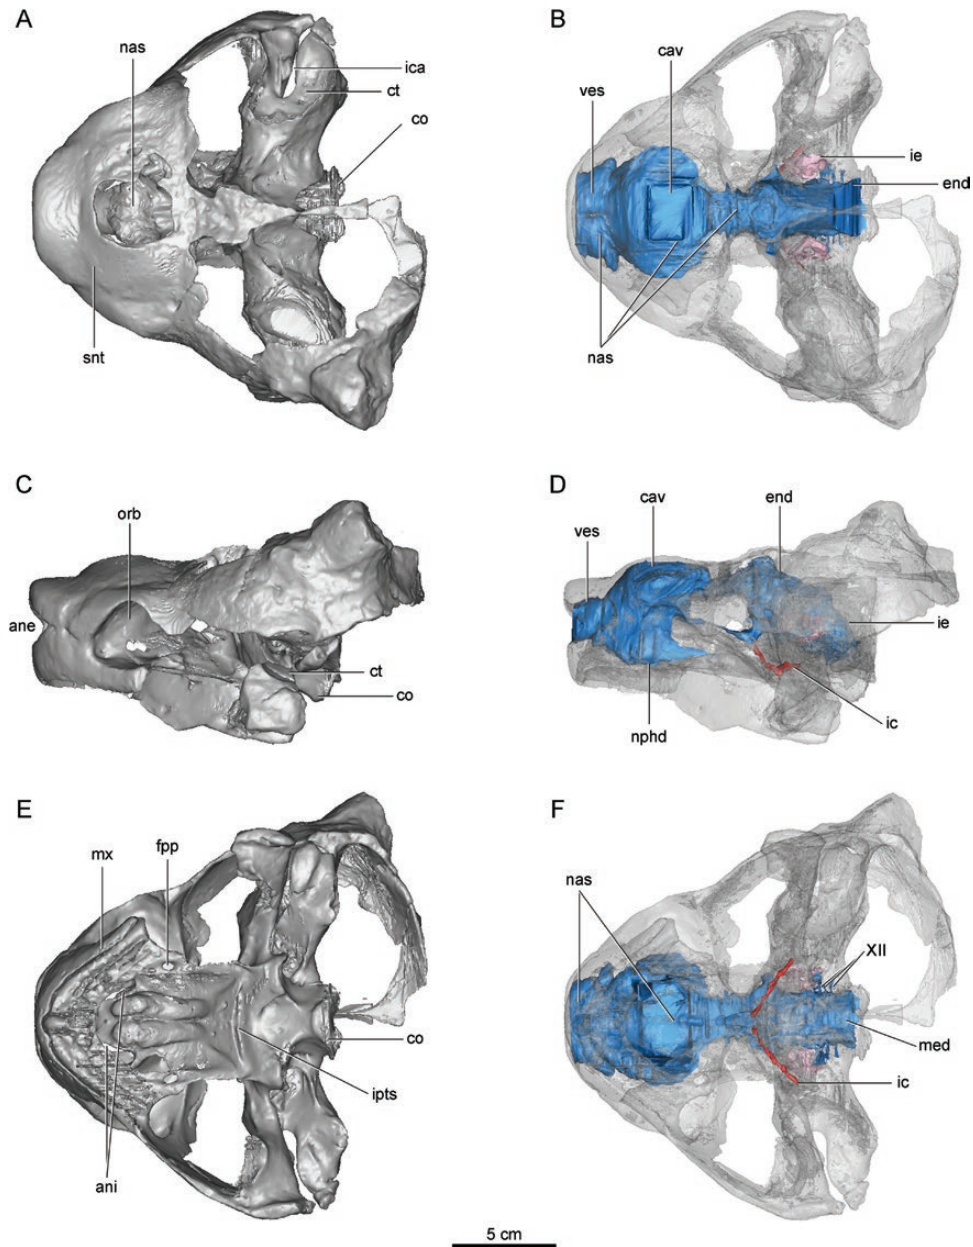 A
nas
ica
ct
co
snt
B
cav
ves
ie
end
nas
C
orb
ane
ct
co
D
cav
end
ves
ie
ic
nphd
E
fpp
mx
co
ipts
ani
F
nas
XII
med
ic
5 cm